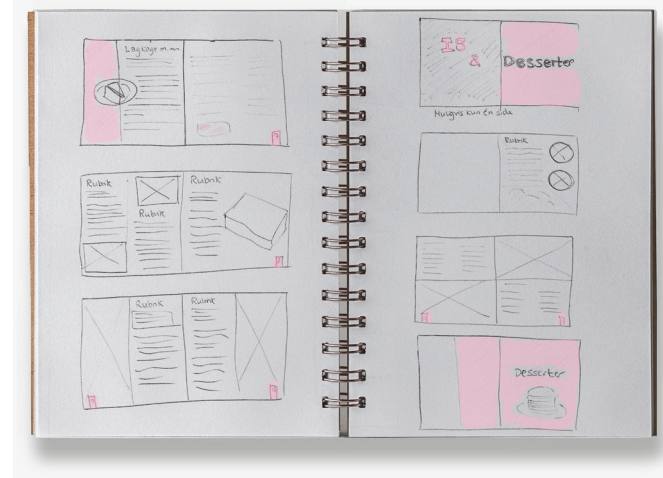 Lagkage m.m.
Rubrik
Rubrik
Rubrik
Rubrik
Rubrik
IS
&
Desserter
Husgris kun én side
Rubrik
Desserter